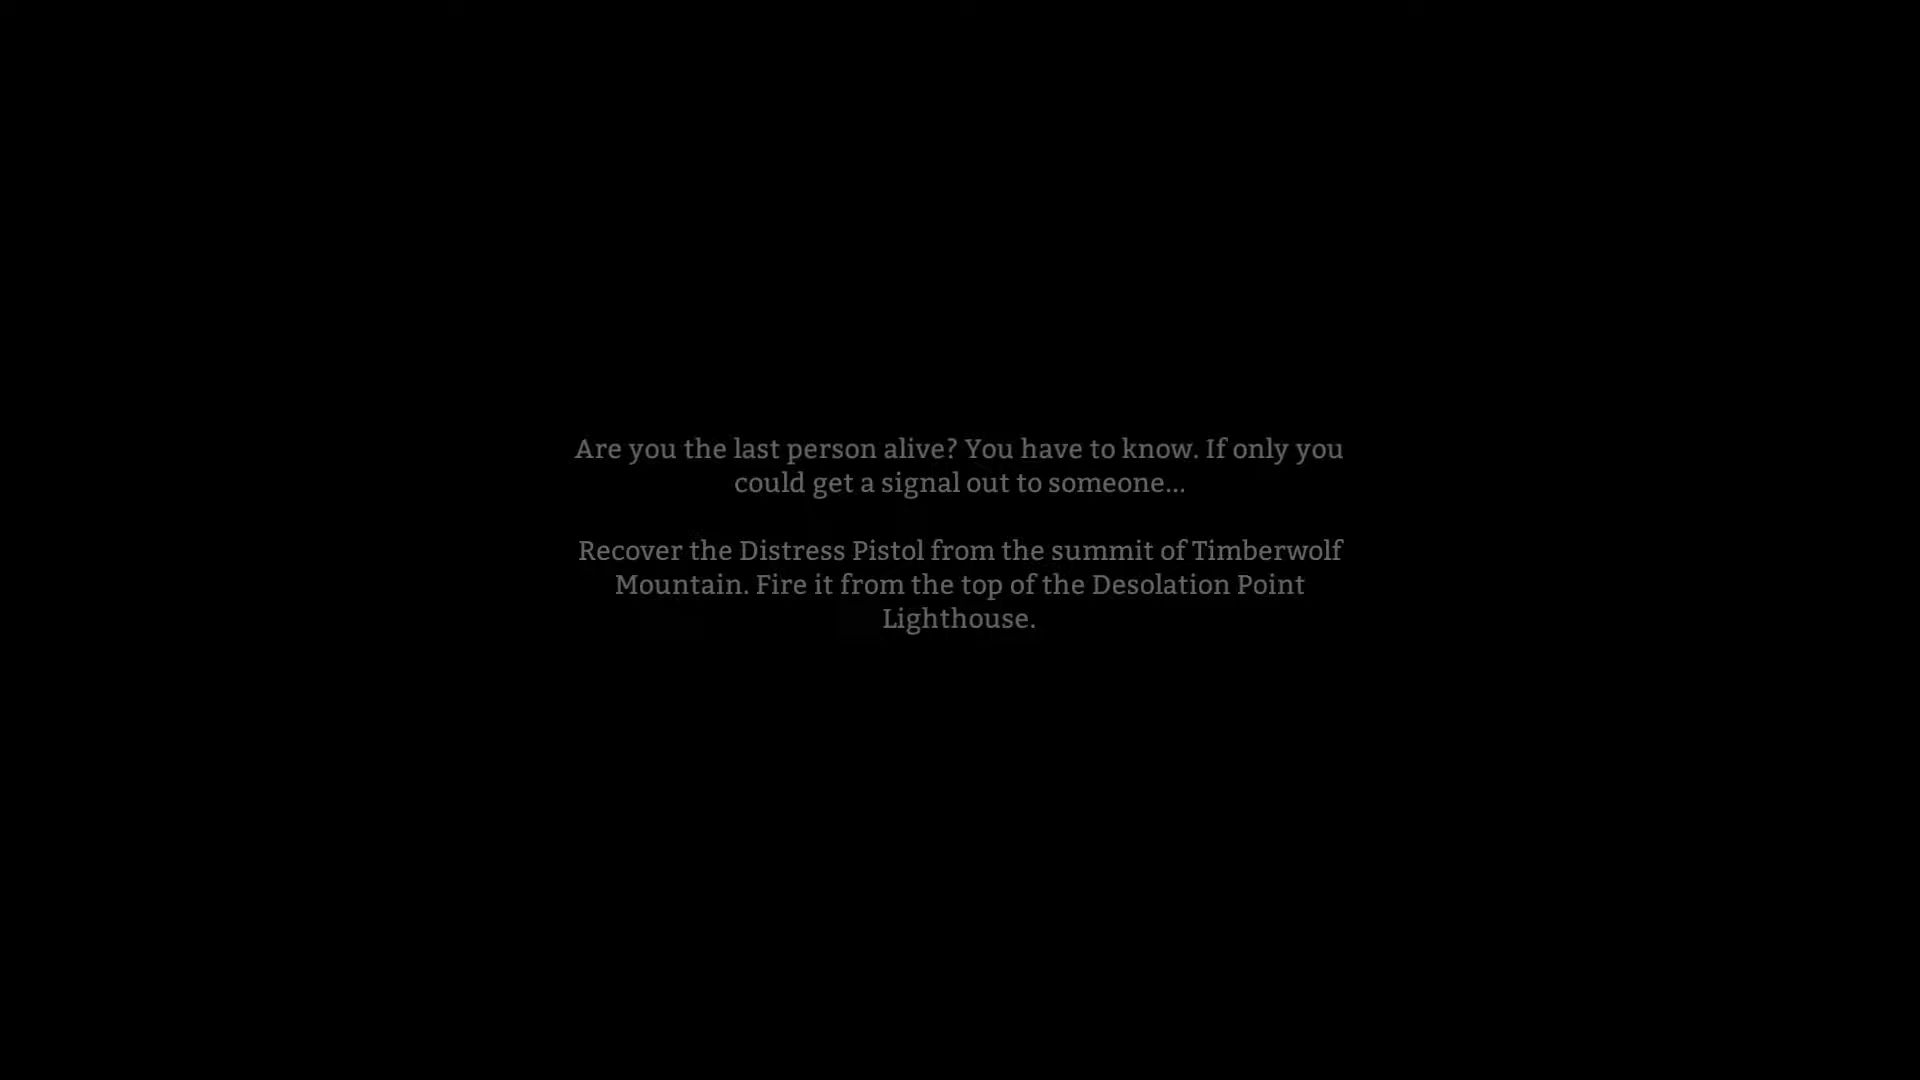 Are you the last person alive? You have to know. If only you
could get a signal out to someone...
Recover the Distress Pistol from the summit of Timberwolf
Mountain. Fire it from the top of the Desolation Point
Lighthouse.